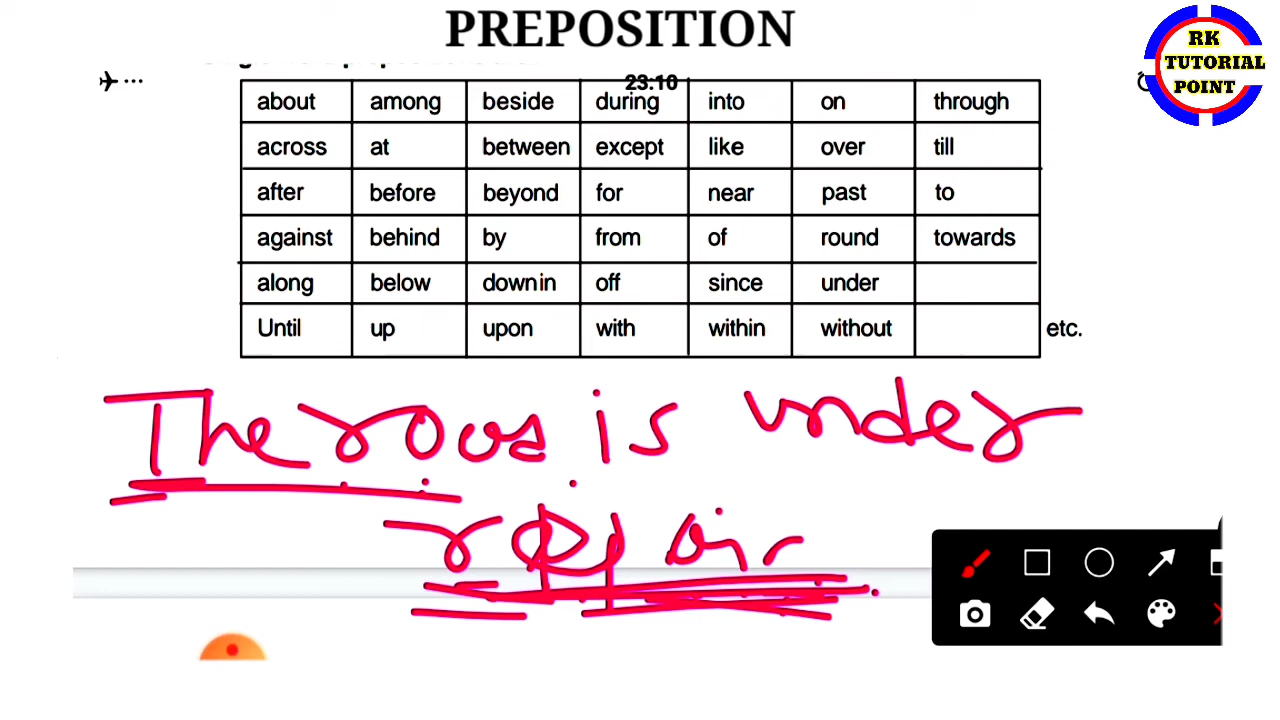 PREPOSITION
RK
TUTORIAL
POINT
23:10
about among beside during into on through
across at between except like over till
after before beyond for near past to
against behind by from of round towards
along below downin off since under
Until up upon with within without etc.
The is under
repair